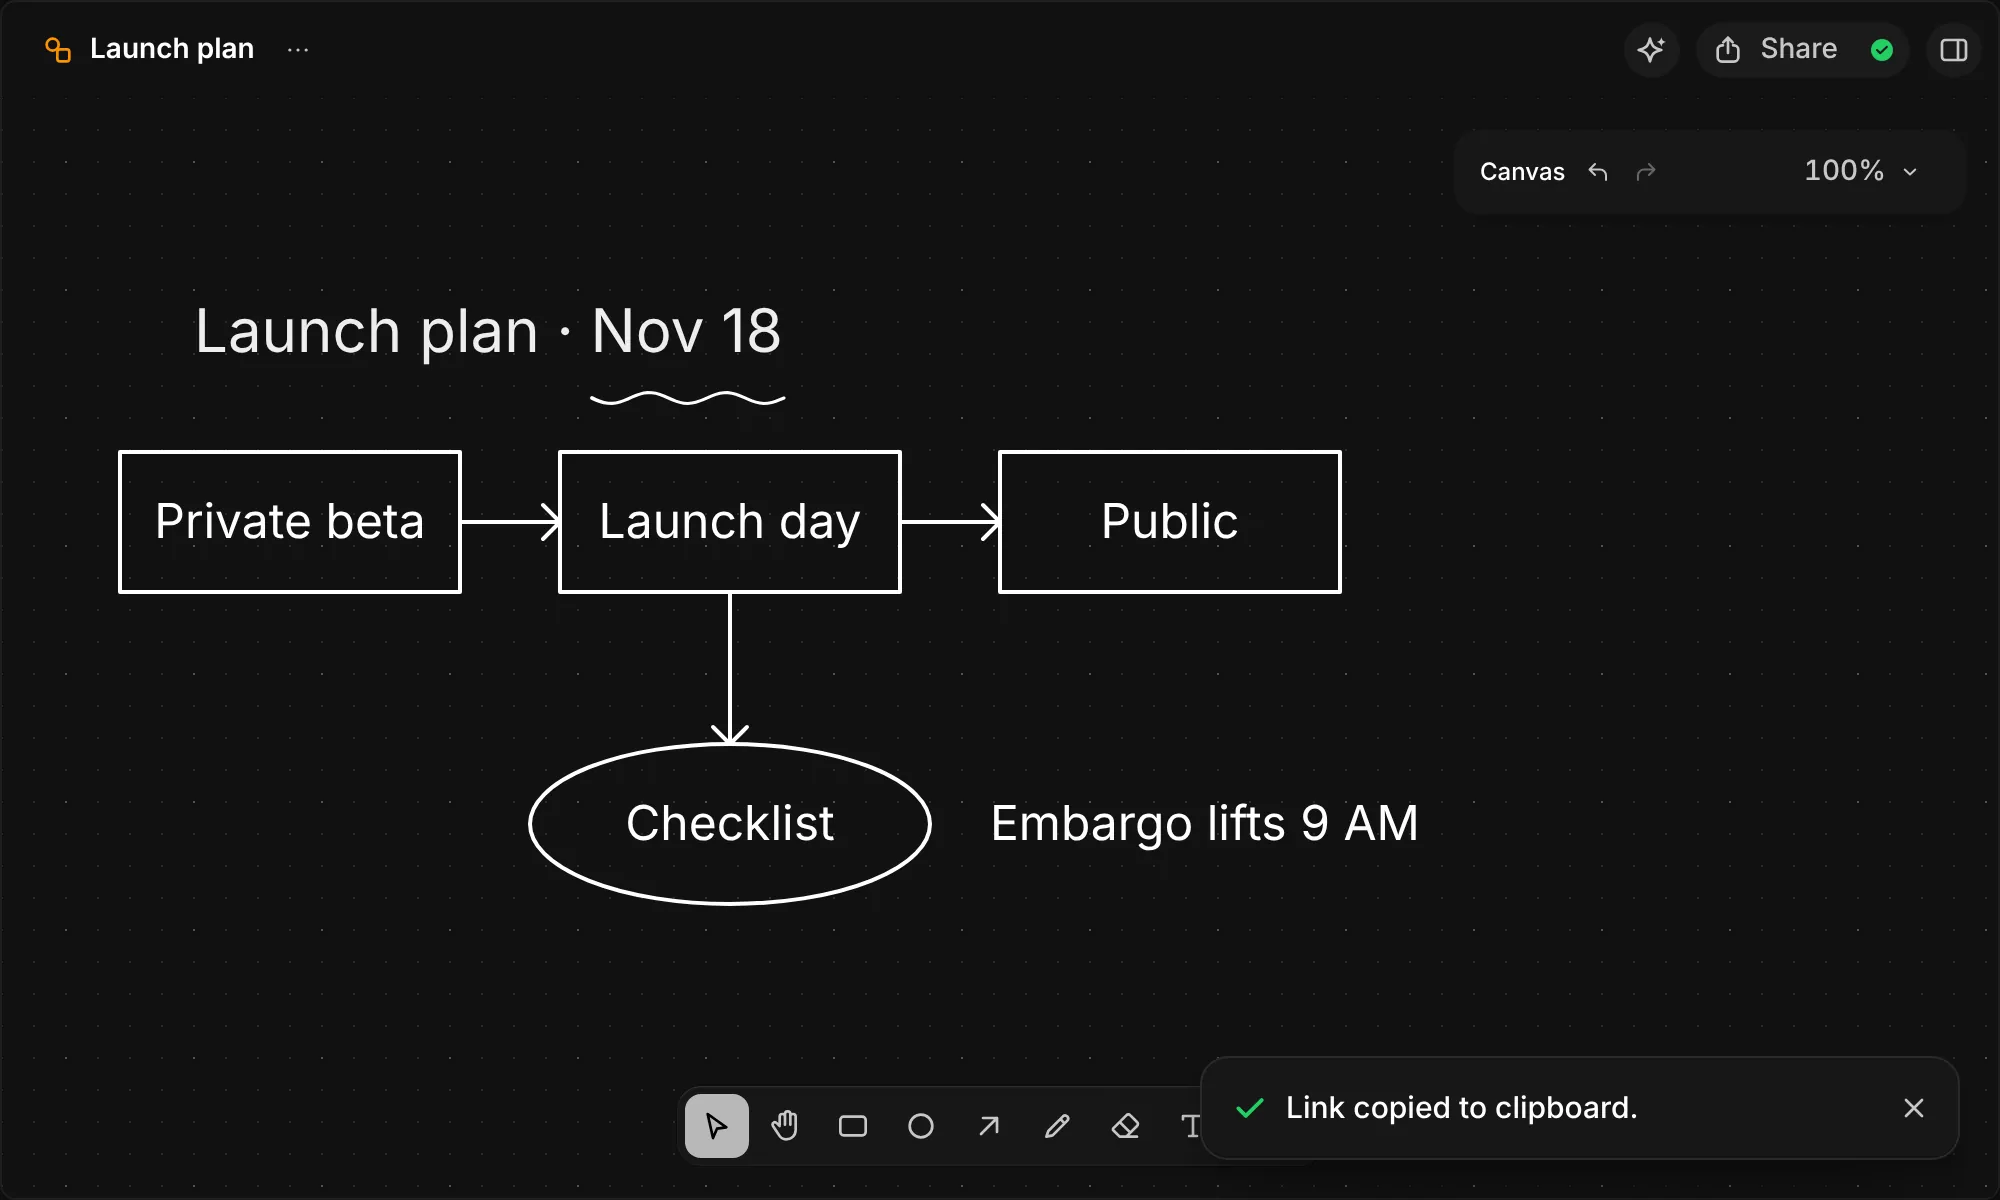 Launch plan
Share
Canvas
100%
Launch plan · Nov 18
Private beta
Launch day
Public
Checklist
Embargo lifts 9 AM
Link copied to clipboard.